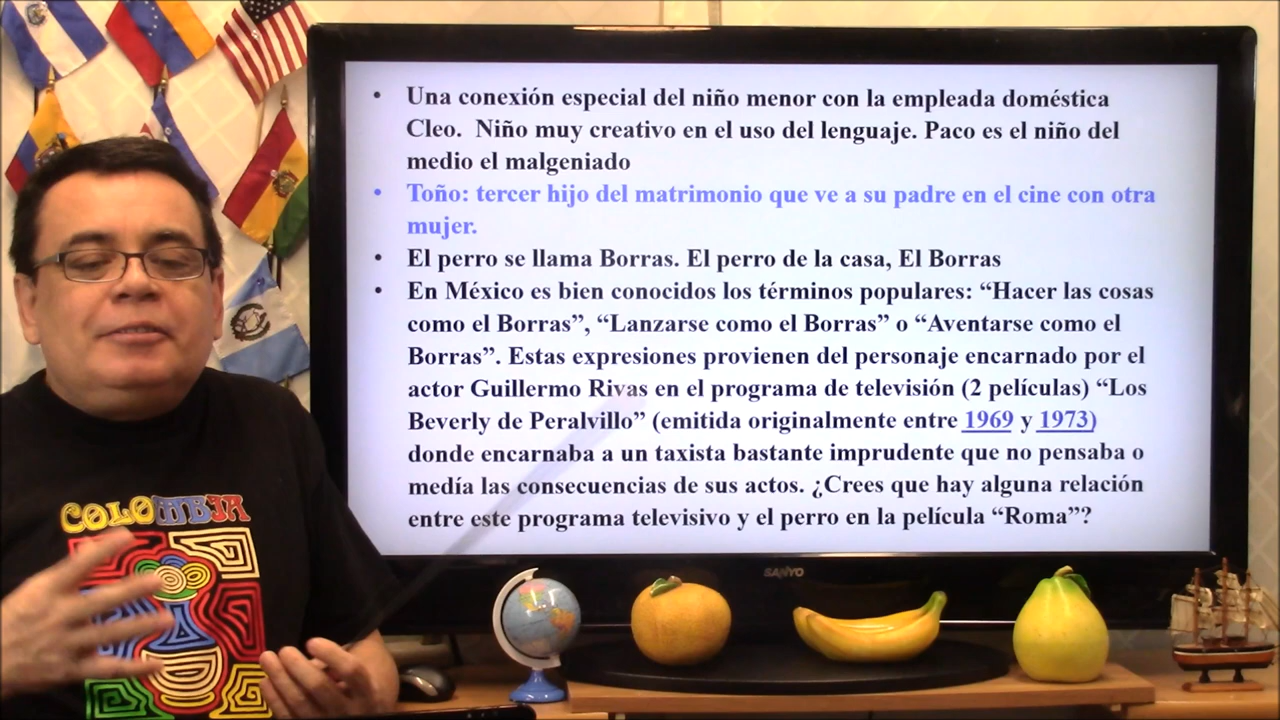 Una conexión especial del niño menor con la empleada doméstica
Cleo. Niño muy creativo en el uso del lenguaje. Paco es el niño del
medio el malgeniado
Toño: tercer hijo del matrimonio que ve a su padre en el cine con otra
mujer.
El perro se llama Borras. El perro de la casa, El Borras
En México es bien conocidos los términos populares: “Hacer las cosas
como el Borras”, “Lanzarse como el Borras” o “Aventarse como el
Borras”. Estas expresiones provienen del personaje encarnado por el
actor Guillermo Rivas en el programa de televisión (2 películas) “Los
Beverly de Peralvillo” (emitida originalmente entre 1969 y 1973)
donde encarnaba a un taxista bastante imprudente que no pensaba o
medía las consecuencias de sus actos. ¿Crees que hay alguna relación
entre este programa televisivo y el perro en la película “Roma”?
SANYO
COLOMBIA